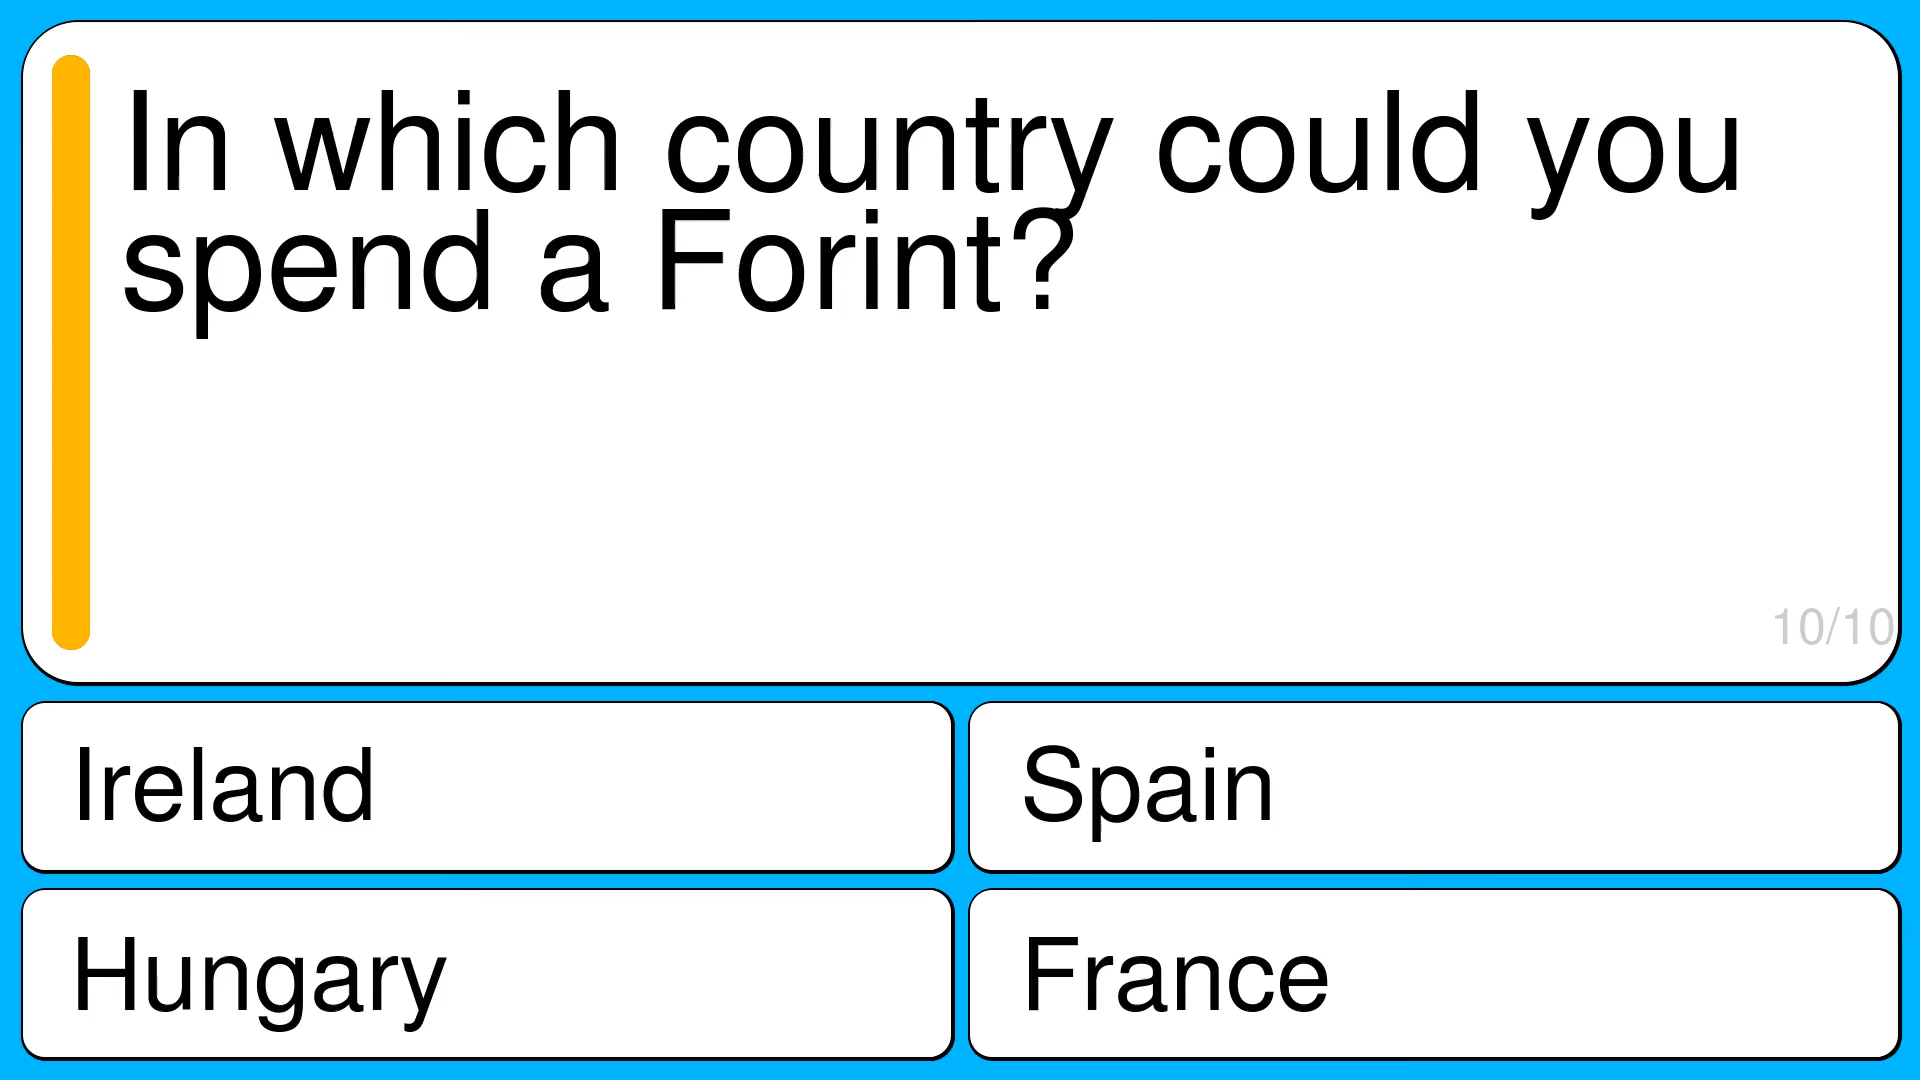 In which country could you
spend a Forint?
10/10
Ireland
Spain
Hungary
France